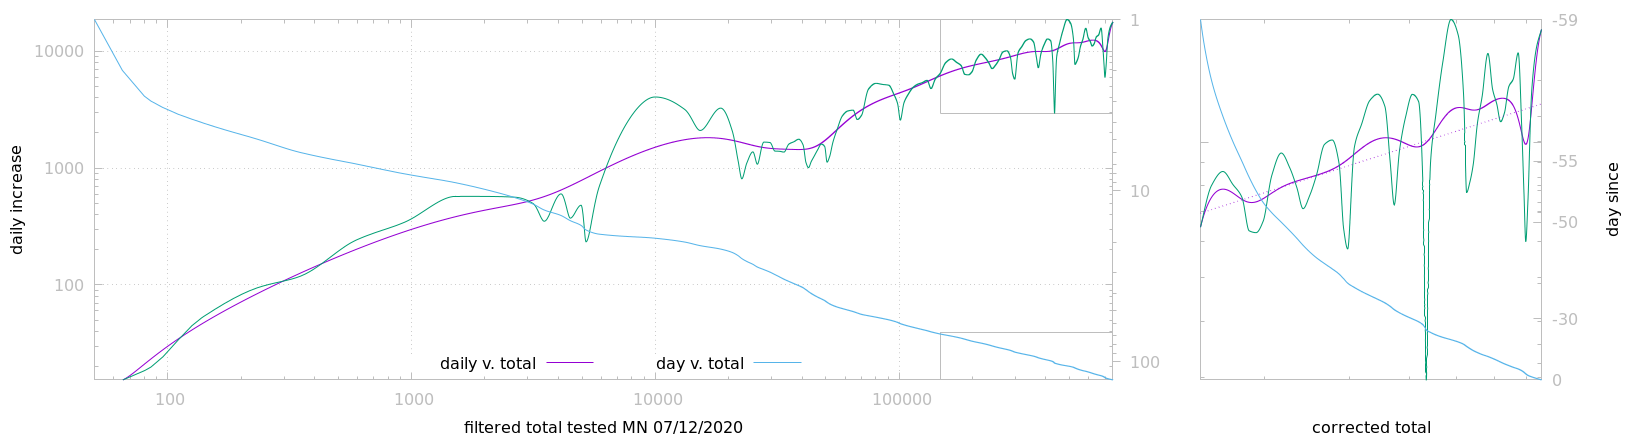 10000
1000
100
daily increase
100
1000
10000
100000
filtered total tested MN 07/12/2020
daily v. total
day v. total
1
10
100
-59
-55
-50
-30
0
day since
corrected total